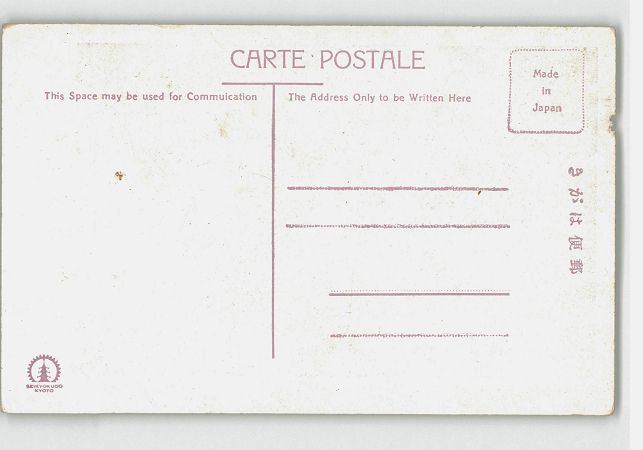 CARTE POSTALE
This Space may be used for Commuication
The Address Only to be Written Here
Made
in
Japan
郵便はがき
SEIKYOKUDO
KYOTO